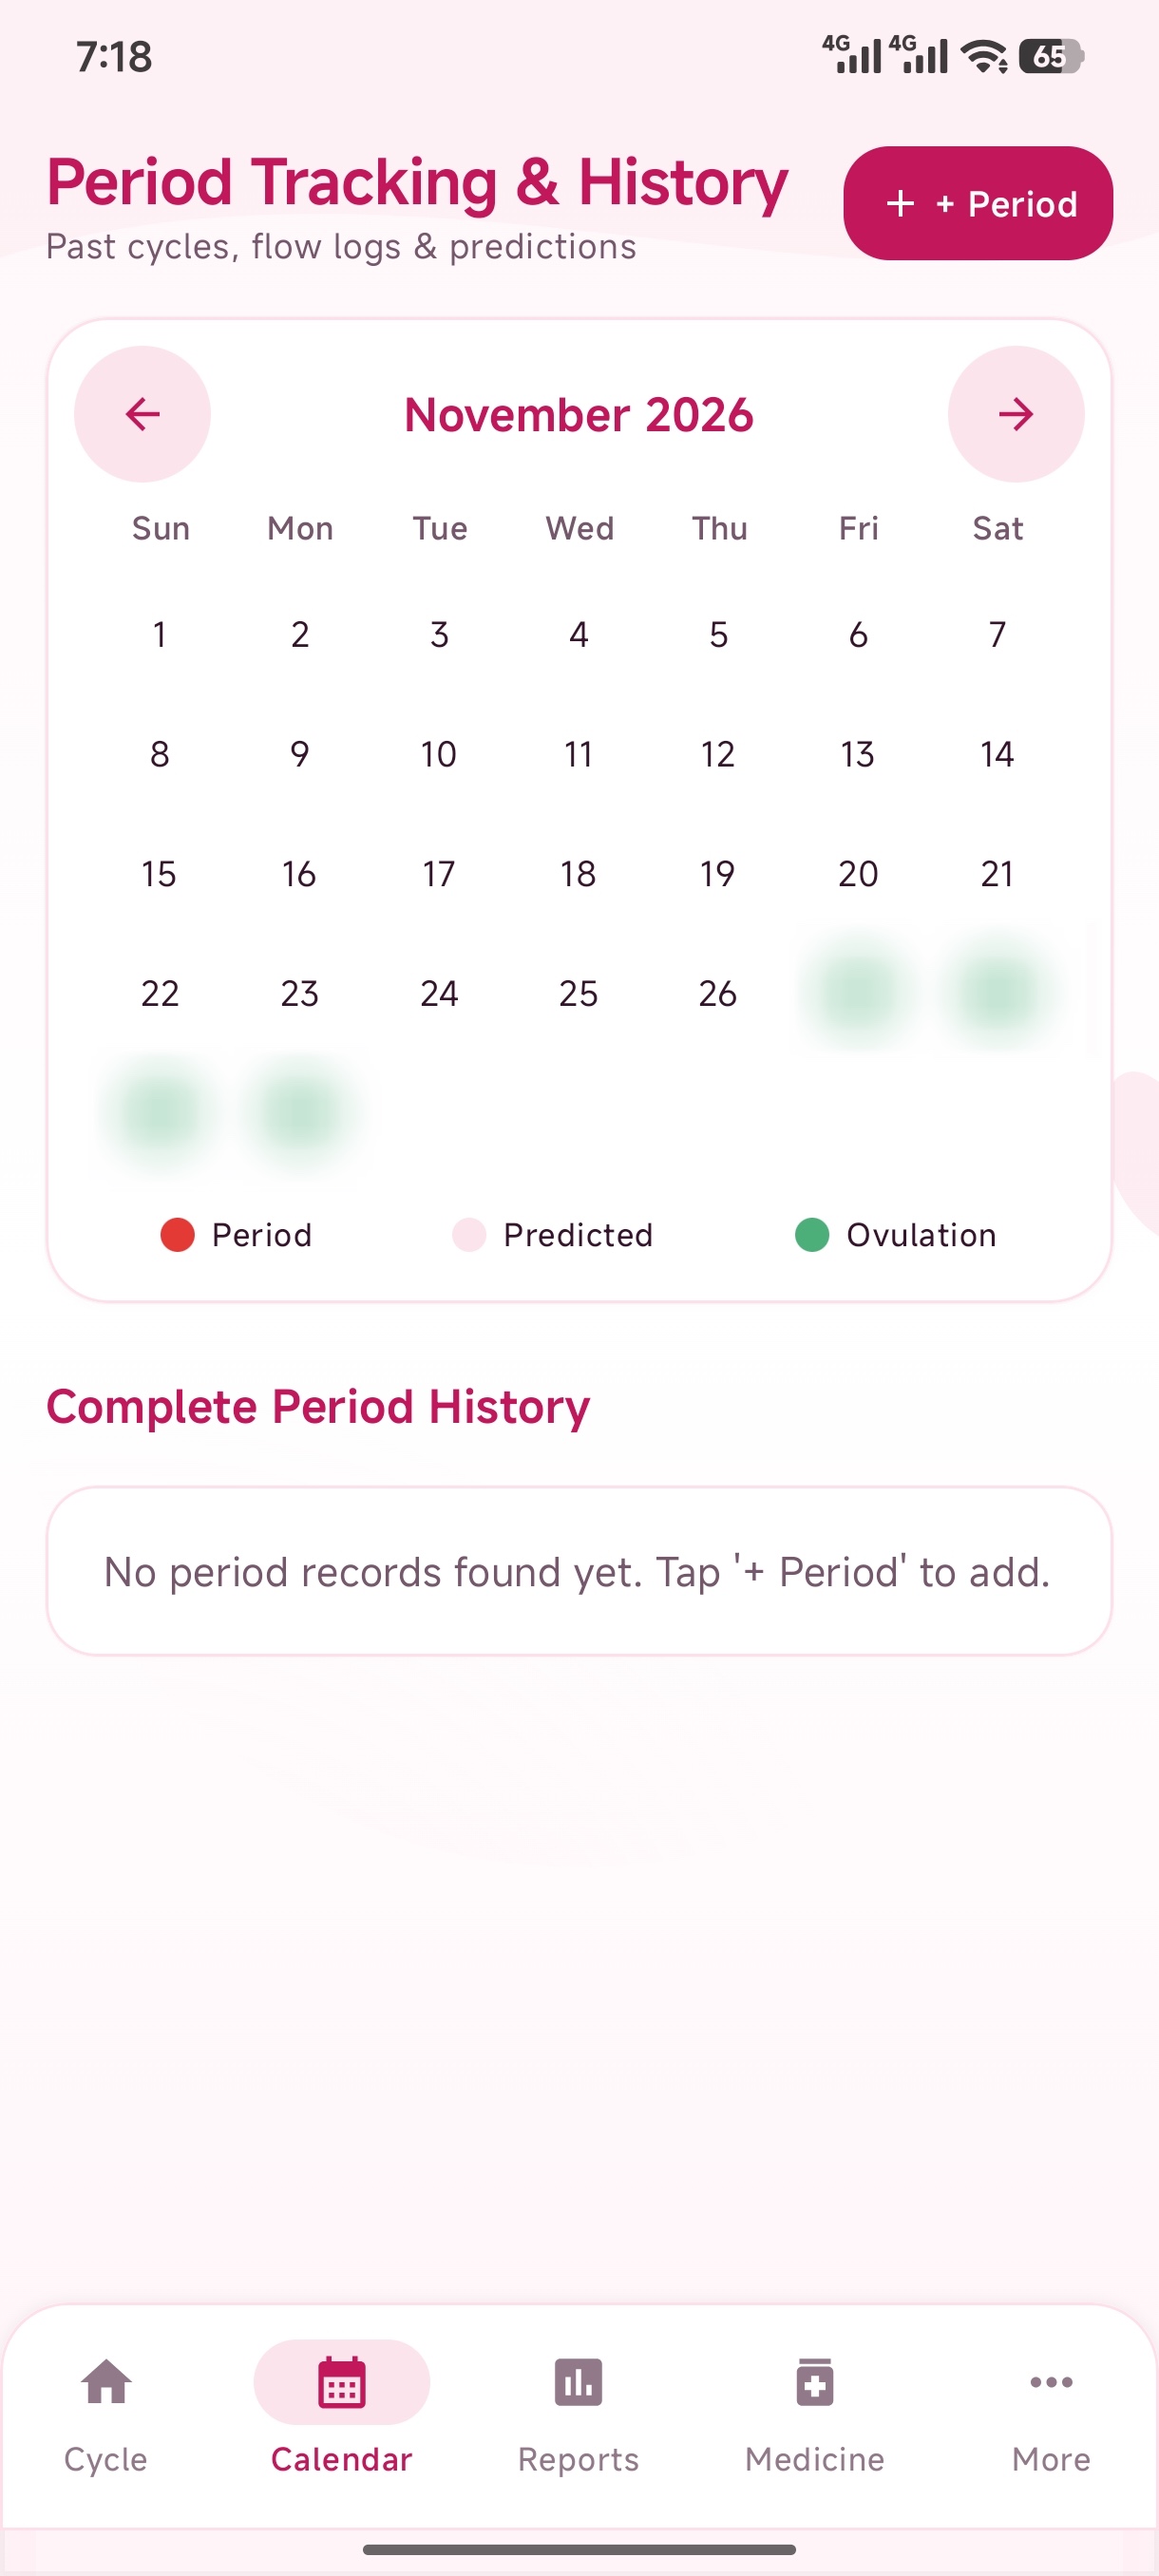 7:18
4G 4G 65
Period Tracking & History
Past cycles, flow logs & predictions
+ + Period
November 2026
Sun Mon Tue Wed Thu Fri Sat
1 2 3 4 5 6 7
8 9 10 11 12 13 14
15 16 17 18 19 20 21
22 23 24 25 26
Period Predicted Ovulation
Complete Period History
No period records found yet. Tap '+ Period' to add.
Cycle Calendar Reports Medicine More